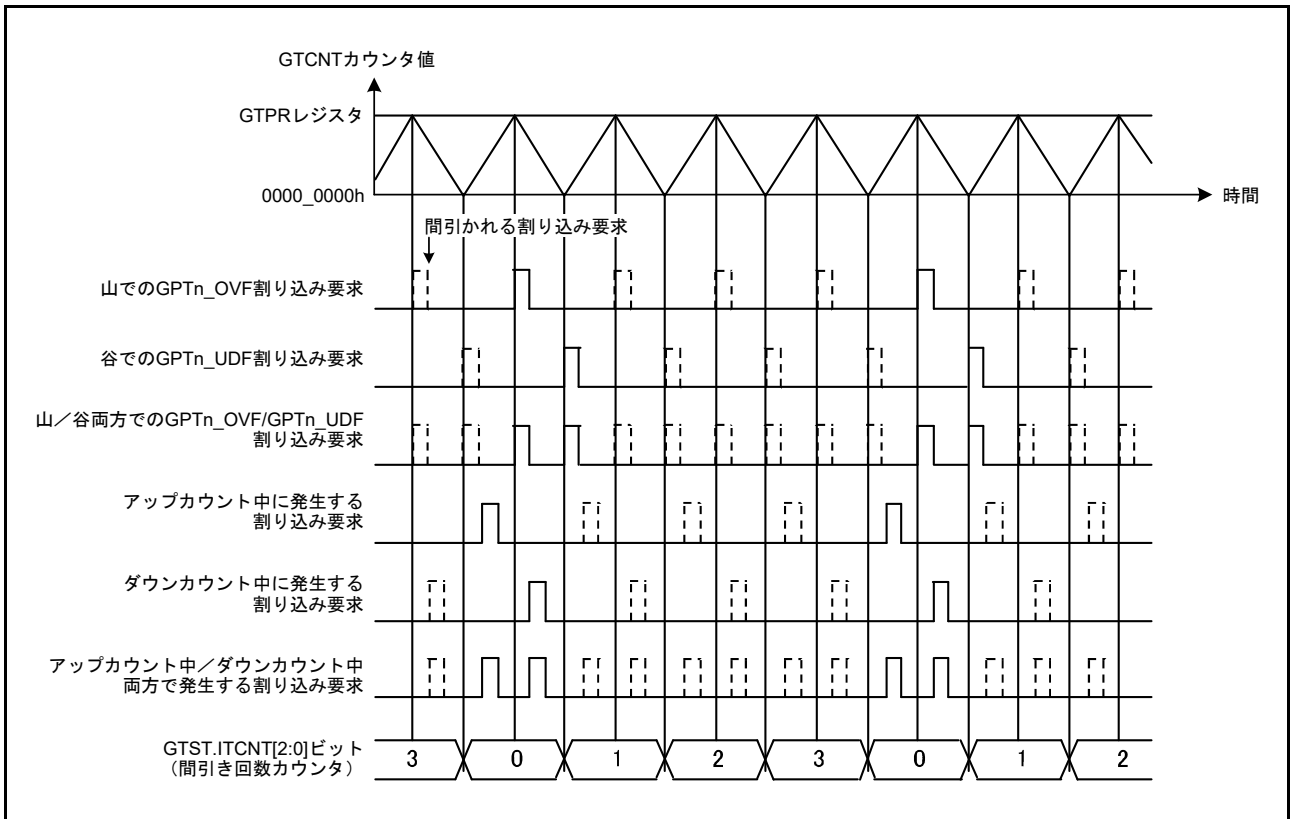 GTCNTカウンタ値
GTPRレジスタ
0000_0000h
時間
間引かれる割り込み要求
山でのGPTn_OVF割り込み要求
谷でのGPTn_UDF割り込み要求
山／谷両方でのGPTn_OVF/GPTn_UDF
割り込み要求
アップカウント中に発生する
割り込み要求
ダウンカウント中に発生する
割り込み要求
アップカウント中／ダウンカウント中
両方で発生する割り込み要求
GTST.ITCNT[2:0]ビット
（間引き回数カウンタ）
3 0 1 2 3 0 1 2